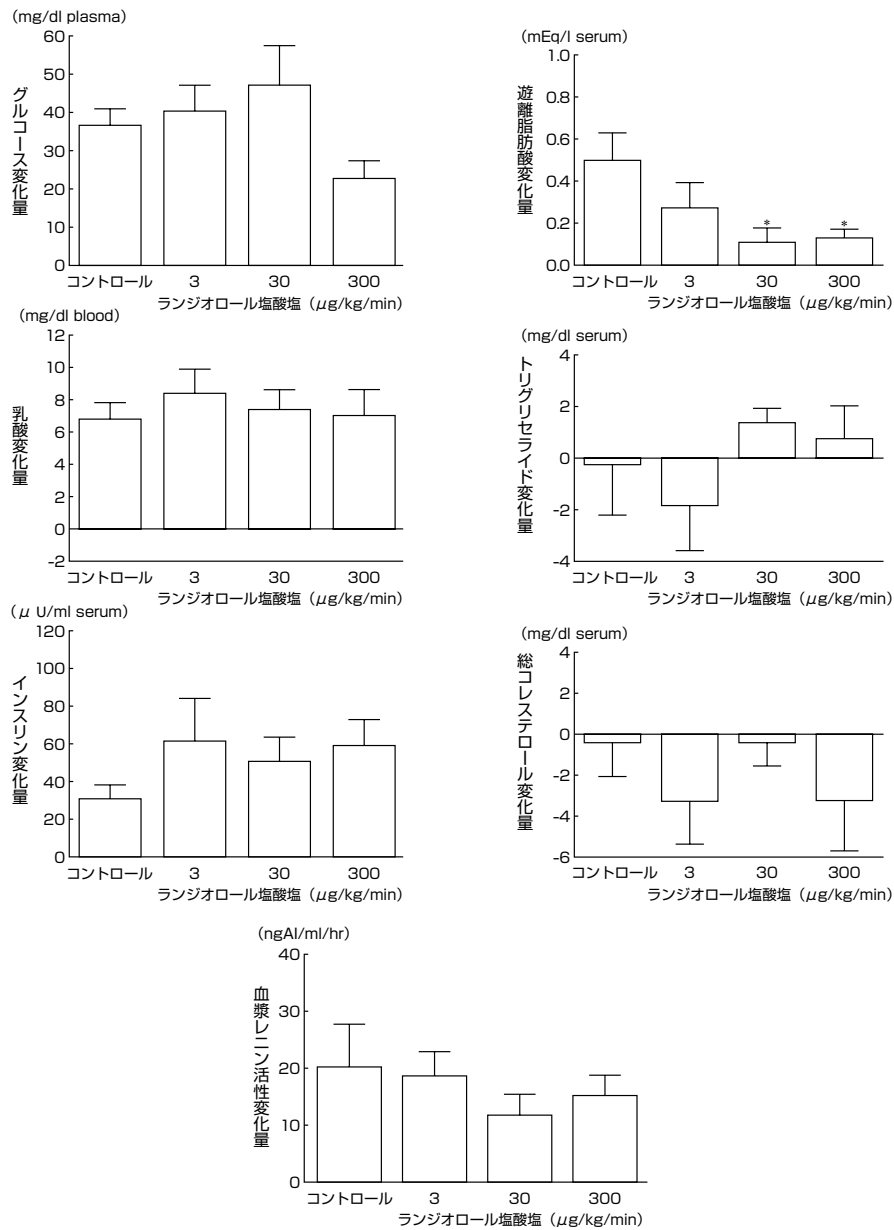 (mg/dl plasma)
グルコース変化量
60
50
40
30
20
10
0
コントロール 3 30 300
ランジオロール塩酸塩（μg/kg/min）
(mEq/l serum)
遊離脂肪酸変化量
1.0
0.8
0.6
0.4
0.2
0.0
* *
コントロール 3 30 300
ランジオロール塩酸塩（μg/kg/min）
(mg/dl blood)
乳酸変化量
12
10
8
6
4
2
0
-2
コントロール 3 30 300
ランジオロール塩酸塩（μg/kg/min）
(mg/dl serum)
トリグリセライド変化量
4
2
0
-2
-4
コントロール 3 30 300
ランジオロール塩酸塩（μg/kg/min）
(μ U/ml serum)
インスリン変化量
120
100
80
60
40
20
0
コントロール 3 30 300
ランジオロール塩酸塩（μg/kg/min）
(mg/dl serum)
総コレステロール変化量
4
2
0
-2
-4
-6
コントロール 3 30 300
ランジオロール塩酸塩（μg/kg/min）
(ngAI/ml/hr)
血漿レニン活性変化量
40
30
20
10
0
コントロール 3 30 300
ランジオロール塩酸塩（μg/kg/min）